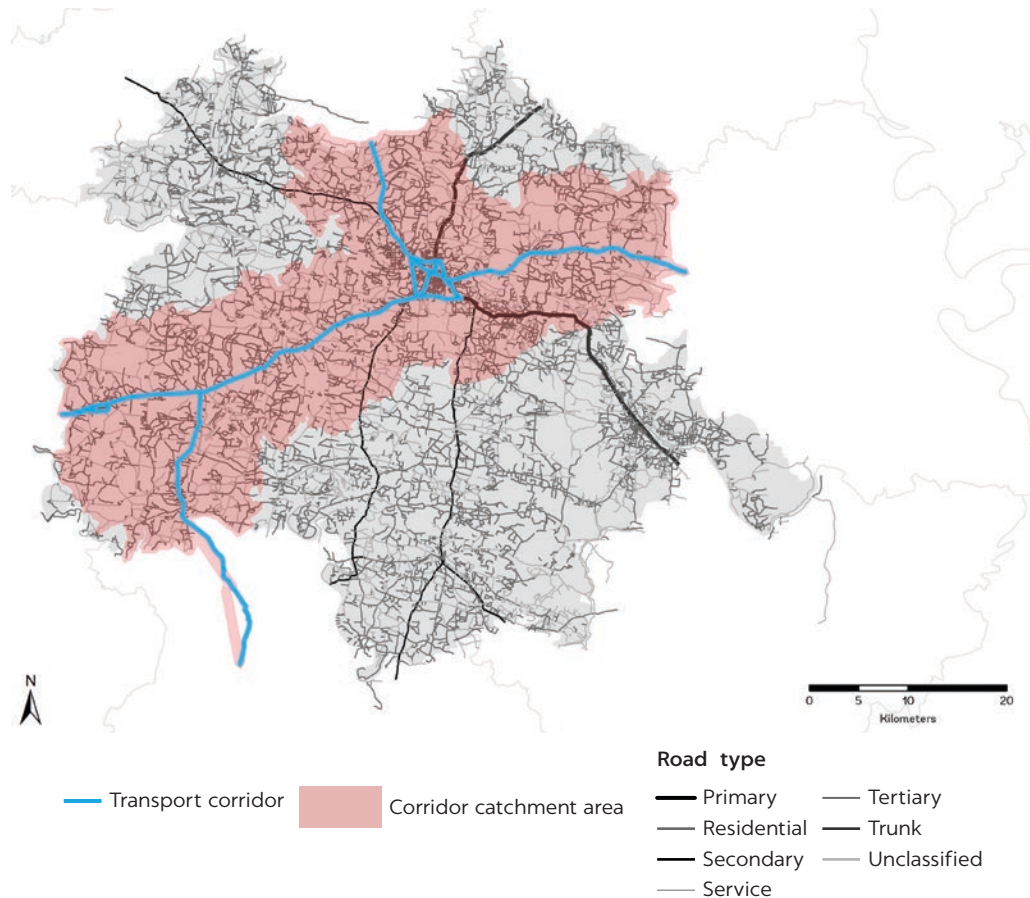 N
0 5 10 20
Kilometers
Road type
Transport corridor
Corridor catchment area
Primary
Tertiary
Residential
Trunk
Secondary
Unclassified
Service